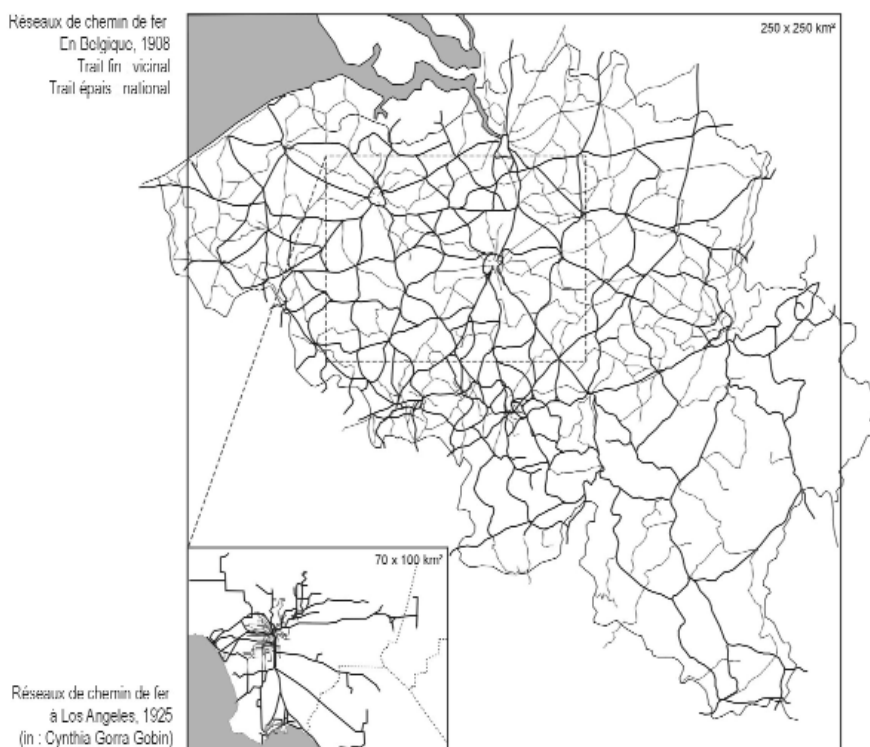 Réseaux de chemin de fer
En Belgique, 1908
Trait fin vicinal
Trait épais national
250 x 250 km²
70 x 100 km²
Réseaux de chemin de fer
à Los Angeles, 1925
(in : Cynthia Gorra Gobin)